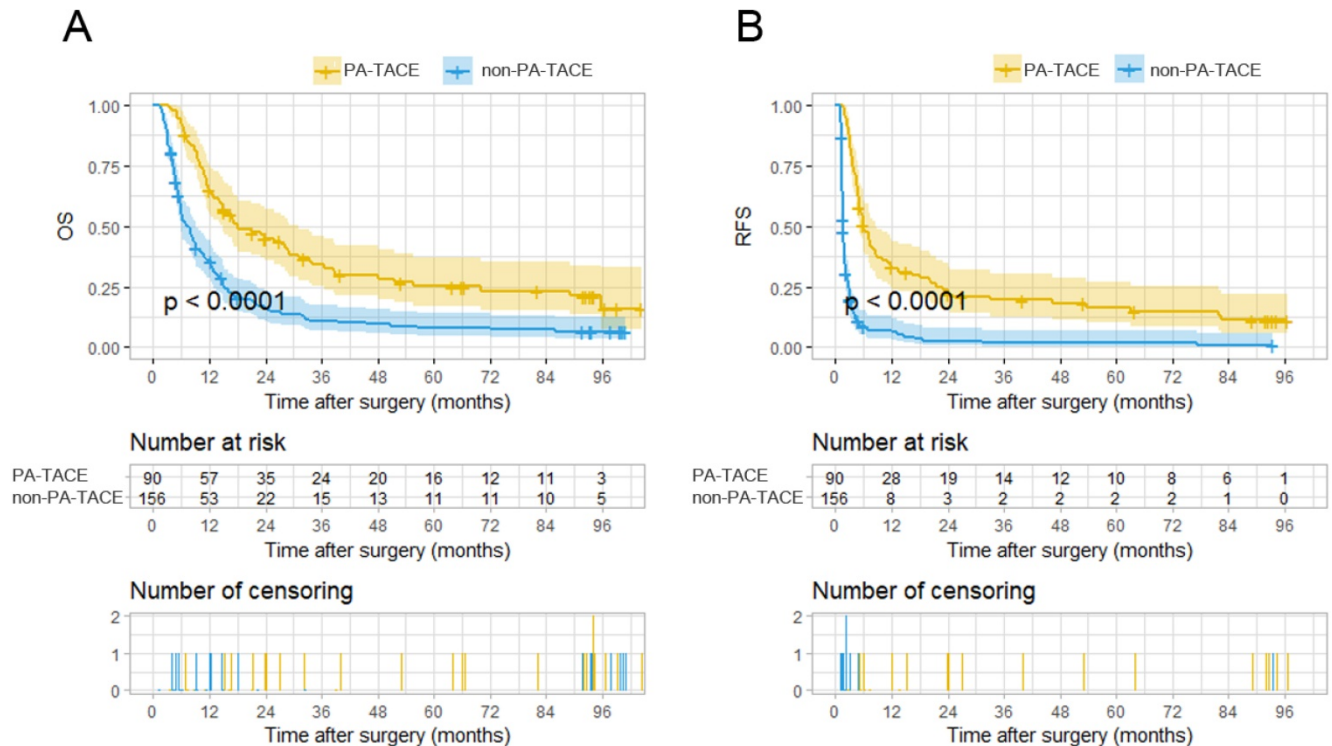 A
PA-TACE non-PA-TACE
1.00
0.75
0.50
0.25
0.00
OS
p < 0.0001
0 12 24 36 48 60 72 84 96
Time after surgery (months)
Number at risk
PA-TACE 90 57 35 24 20 16 12 11 3
non-PA-TACE 156 53 22 15 13 11 11 10 5
0 12 24 36 48 60 72 84 96
Time after surgery (months)
Number of censoring
2
1
0
0 12 24 36 48 60 72 84 96
Time after surgery (months)
B
PA-TACE non-PA-TACE
1.00
0.75
0.50
0.25
0.00
RFS
p < 0.0001
0 12 24 36 48 60 72 84 96
Time after surgery (months)
Number at risk
PA-TACE 90 28 19 14 12 10 8 6 1
non-PA-TACE 156 8 3 2 2 2 2 1 0
0 12 24 36 48 60 72 84 96
Time after surgery (months)
Number of censoring
2
1
0
0 12 24 36 48 60 72 84 96
Time after surgery (months)